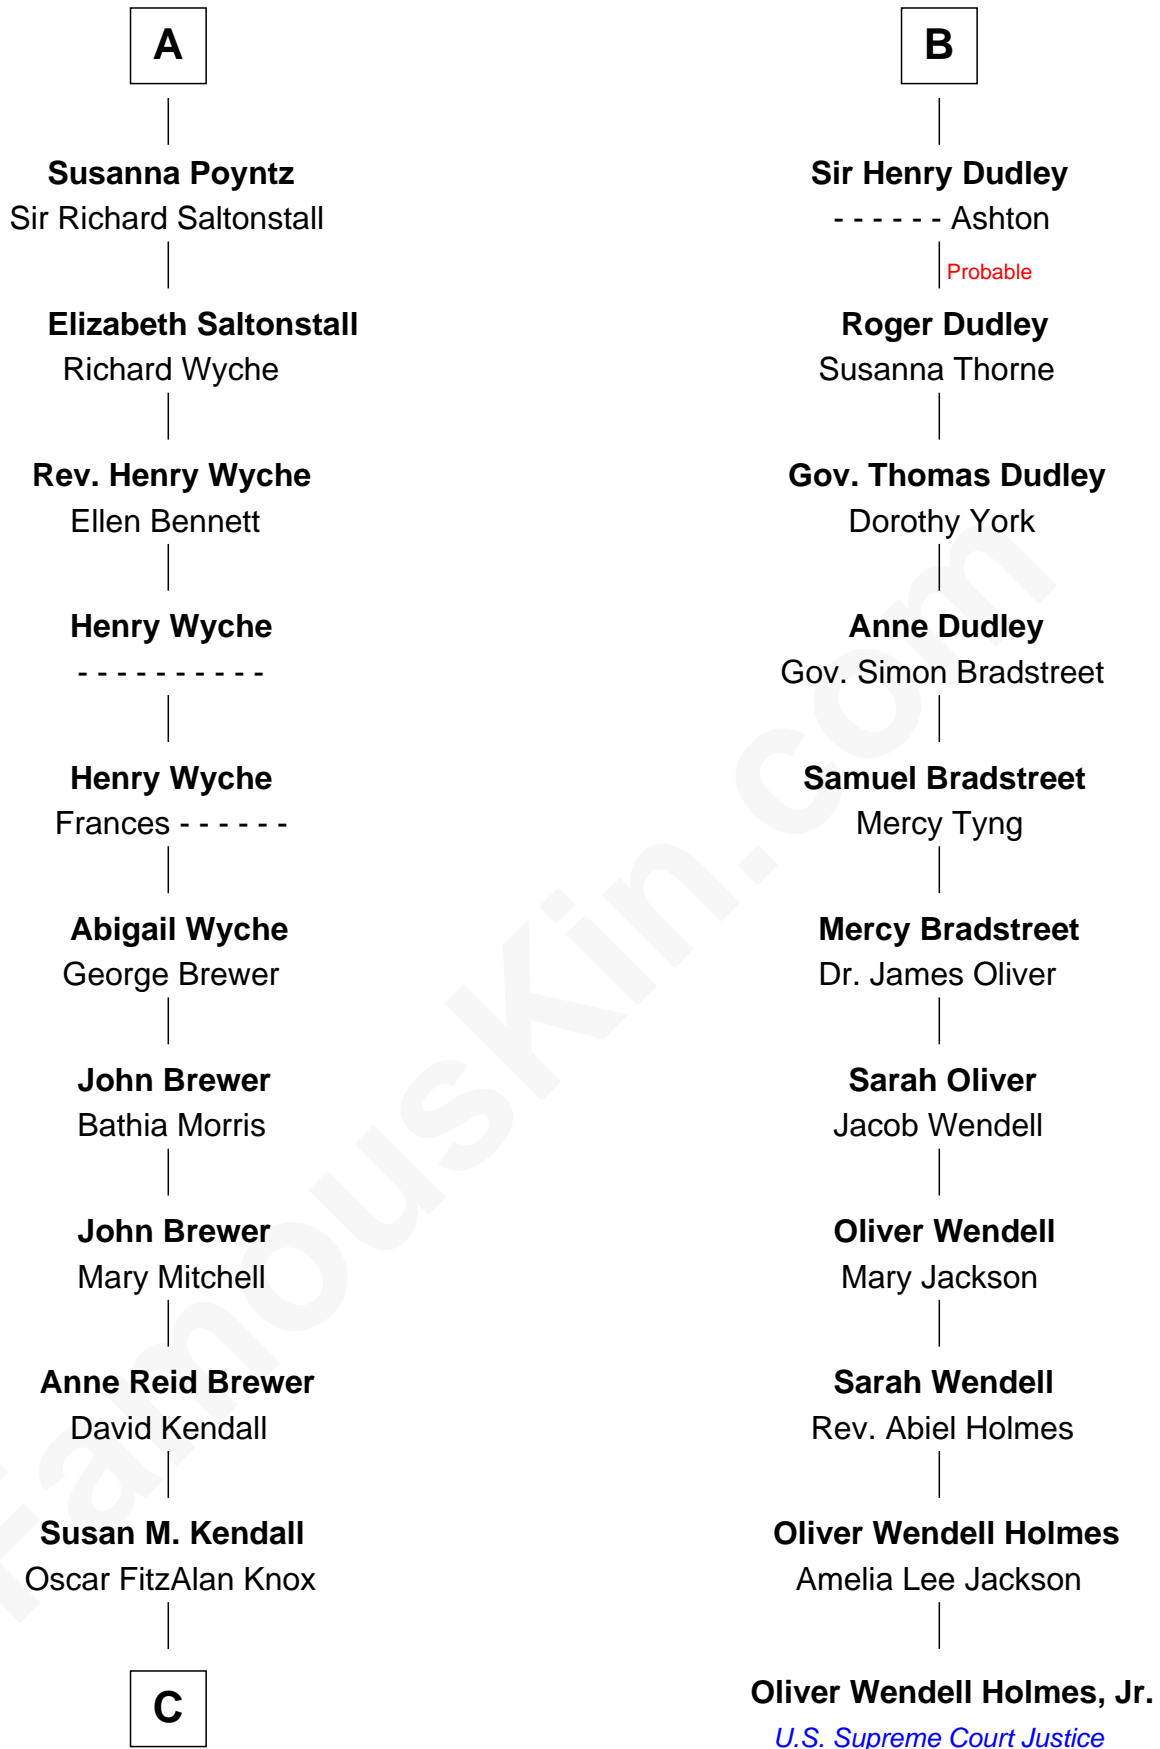 A
Susanna Poyntz
Sir Richard Saltonstall
Elizabeth Saltonstall
Richard Wyche
Rev. Henry Wyche
Ellen Bennett
Henry Wyche
- - - - - - - - - -
Henry Wyche
Frances - - - - - -
Abigail Wyche
George Brewer
John Brewer
Bathia Morris
John Brewer
Mary Mitchell
Anne Reid Brewer
David Kendall
Susan M. Kendall
Oscar FitzAlan Knox
C
B
Sir Henry Dudley
- - - - - - Ashton
Probable
Roger Dudley
Susanna Thorne
Gov. Thomas Dudley
Dorothy York
Anne Dudley
Gov. Simon Bradstreet
Samuel Bradstreet
Mercy Tyng
Mercy Bradstreet
Dr. James Oliver
Sarah Oliver
Jacob Wendell
Oliver Wendell
Mary Jackson
Sarah Wendell
Rev. Abiel Holmes
Oliver Wendell Holmes
Amelia Lee Jackson
Oliver Wendell Holmes, Jr.
U.S. Supreme Court Justice
FamousKin.com